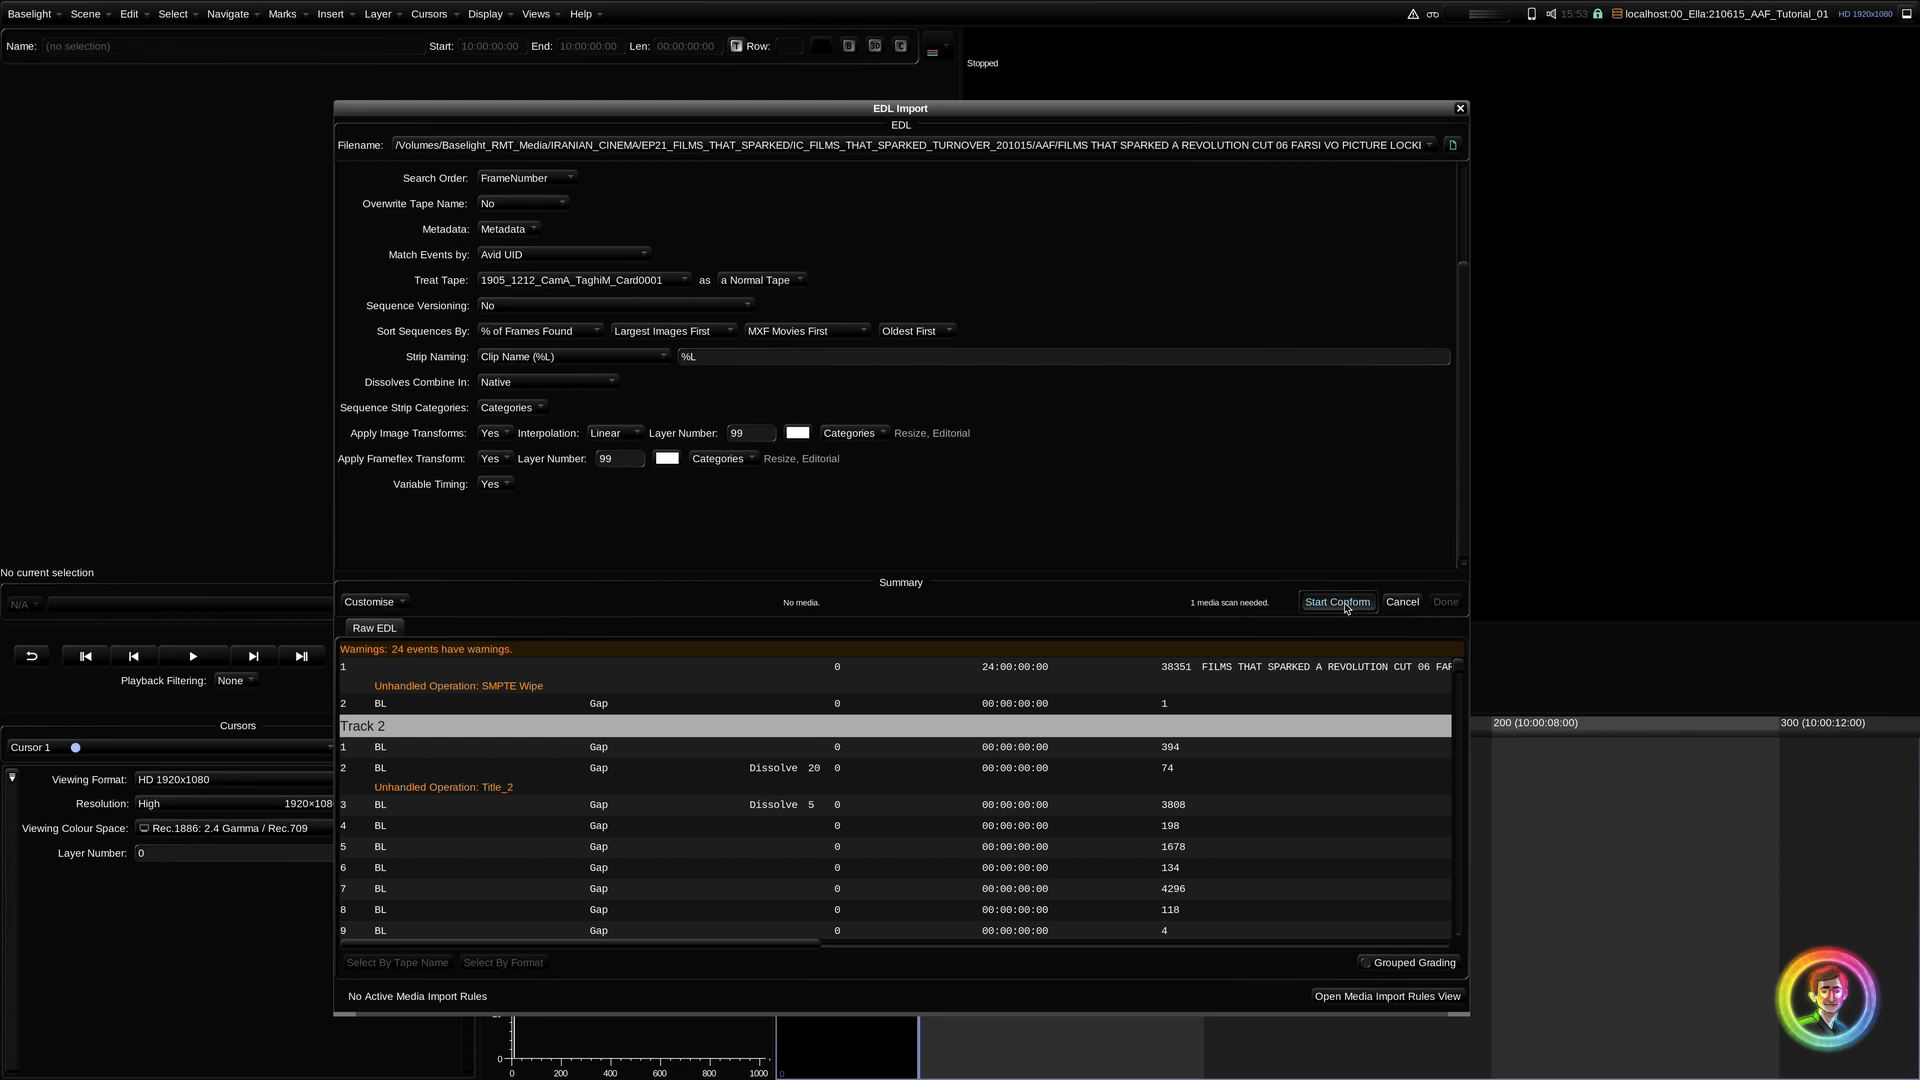 Baselight Scene Edit Select Navigate Marks Insert Layer Cursors Display Views Help 15:53 localhost:00_Ella:210615_AAF_Tutorial_01 HD 1920x1080
Name: (no selection) Start: 10:00:00:00 End: 10:00:00:00 Len: 00:00:00:00 T Row: B 3D C
Stopped
EDL Import
EDL
Filename: /Volumes/Baselight_RMT_Media/IRANIAN_CINEMA/EP21_FILMS_THAT_SPARKED/IC_FILMS_THAT_SPARKED_TURNOVER_201015/AAF/FILMS THAT SPARKED A REVOLUTION CUT 06 FARSI VO PICTURE LOCKE
Search Order: FrameNumber
Overwrite Tape Name: No
Metadata: Metadata
Match Events by: Avid UID
Treat Tape: 1905_1212_CamA_TaghiM_Card0001 as a Normal Tape
Sequence Versioning: No
Sort Sequences By: % of Frames Found Largest Images First MXF Movies First Oldest First
Strip Naming: Clip Name (%L) %L
Dissolves Combine In: Native
Sequence Strip Categories: Categories
Apply Image Transforms: Yes Interpolation: Linear Layer Number: 99 Categories Resize, Editorial
Apply Frameflex Transform: Yes Layer Number: 99 Categories Resize, Editorial
Variable Timing: Yes
No current selection
Summary
N/A
Customise No media. 1 media scan needed. Start Conform Cancel Done
Raw EDL
Warnings: 24 events have warnings.
1 0 24:00:00:00 38351 FILMS THAT SPARKED A REVOLUTION CUT 06 FAR
Unhandled Operation: SMPTE Wipe
2 BL Gap 0 00:00:00:00 1
Track 2
1 BL Gap 0 00:00:00:00 394
2 BL Gap Dissolve 20 0 00:00:00:00 74
Unhandled Operation: Title_2
3 BL Gap Dissolve 5 0 00:00:00:00 3808
4 BL Gap 0 00:00:00:00 198
5 BL Gap 0 00:00:00:00 1678
6 BL Gap 0 00:00:00:00 134
7 BL Gap 0 00:00:00:00 4296
8 BL Gap 0 00:00:00:00 118
9 BL Gap 0 00:00:00:00 4
Select By Tape Name Select By Format Grouped Grading
No Active Media Import Rules Open Media Import Rules View
Playback Filtering: None
Cursors
Cursor 1
Viewing Format: HD 1920x1080
Resolution: High 1920×108
Viewing Colour Space: Rec.1886: 2.4 Gamma / Rec.709
Layer Number: 0
200 (10:00:08:00) 300 (10:00:12:00)
0
0 200 400 600 800 1000 0